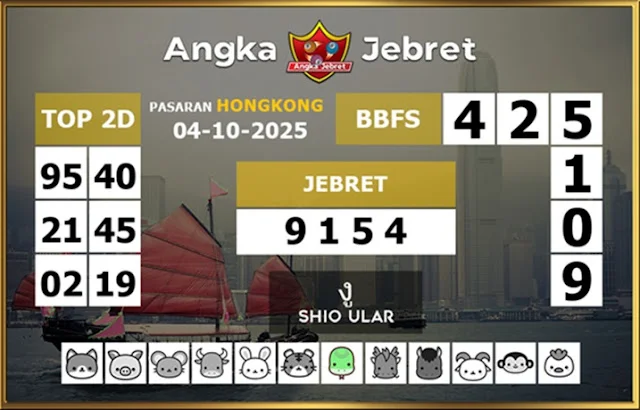 Angka Jebret
Angka Jebret
TOP 2D
PASARAN HONGKONG
04-10-2025
BBFS
4 2 5
1
0
9
95 40
21 45
02 19
JEBRET
9 1 5 4
งู
SHIO ULAR